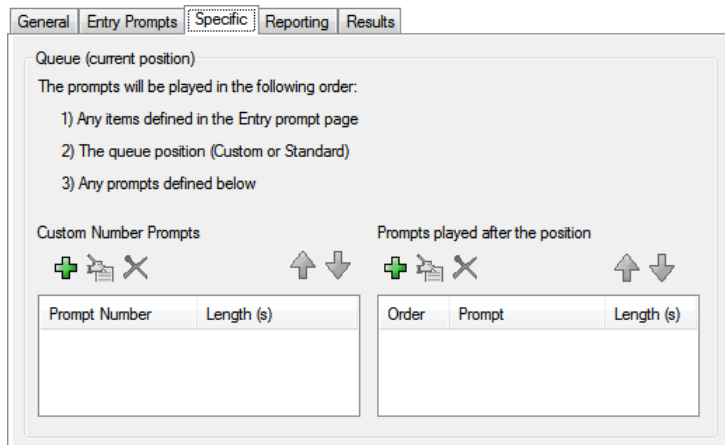 General Entry Prompts Specific Reporting Results
Queue (current position)
The prompts will be played in the following order:
1) Any items defined in the Entry prompt page
2) The queue position (Custom or Standard)
3) Any prompts defined below
Custom Number Prompts
Prompt Number Length (s)
Prompts played after the position
Order Prompt Length (s)